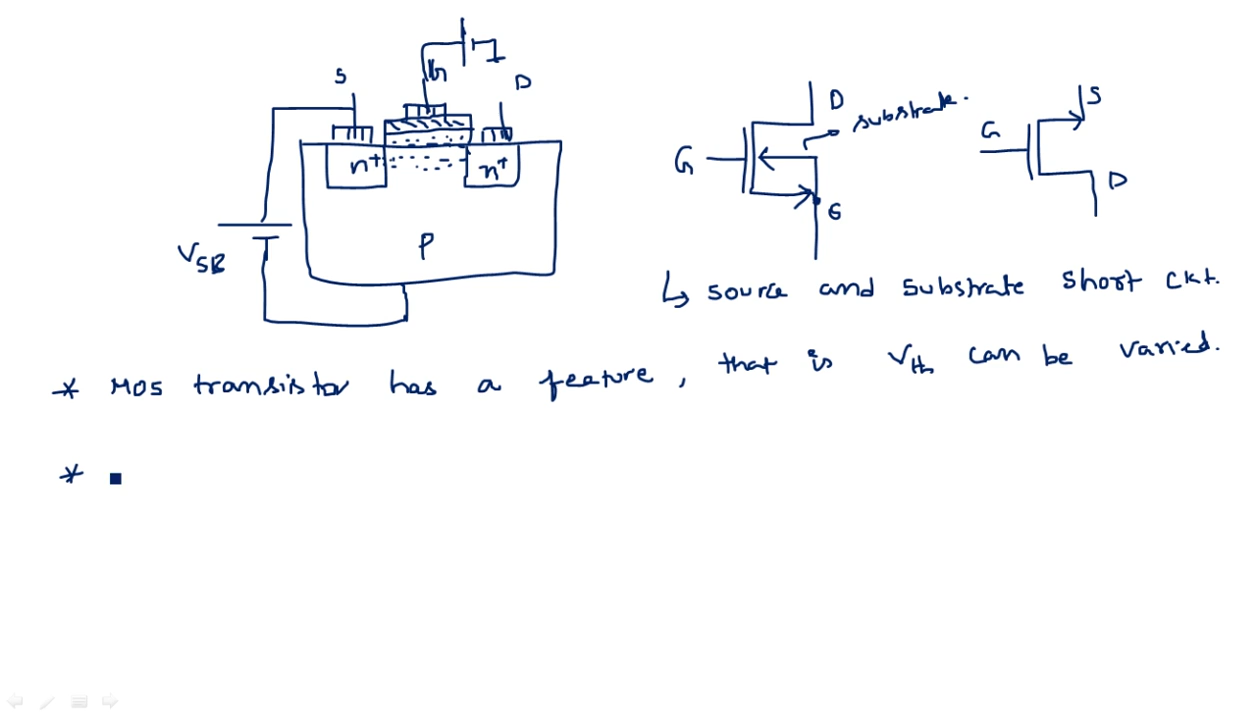 S
G
D
n+
n+
P
VSB
G
D
substrate.
G
G
S
D
↳ source and substrate short ckt.
* MOS transistor has a feature, that is Vth can be varied.
*